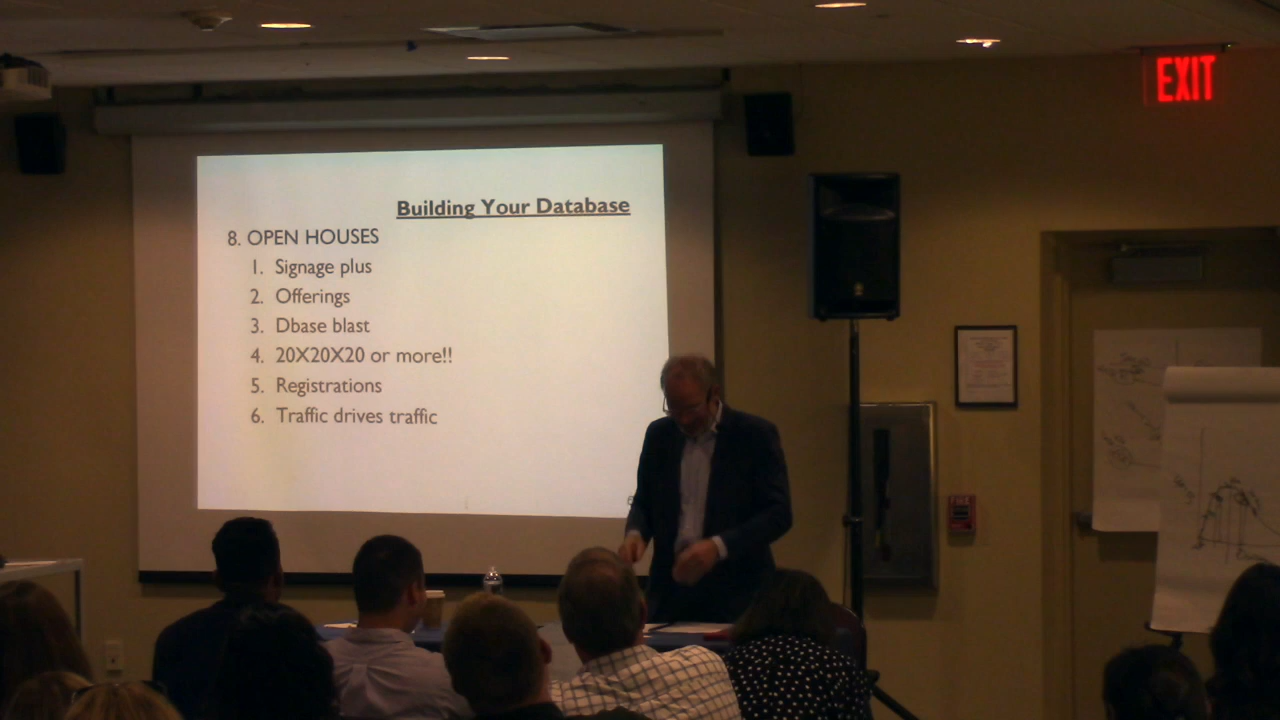 EXIT
Building Your Database
8. OPEN HOUSES
1. Signage plus
2. Offerings
3. Dbase blast
4. 20X20X20 or more!!
5. Registrations
6. Traffic drives traffic